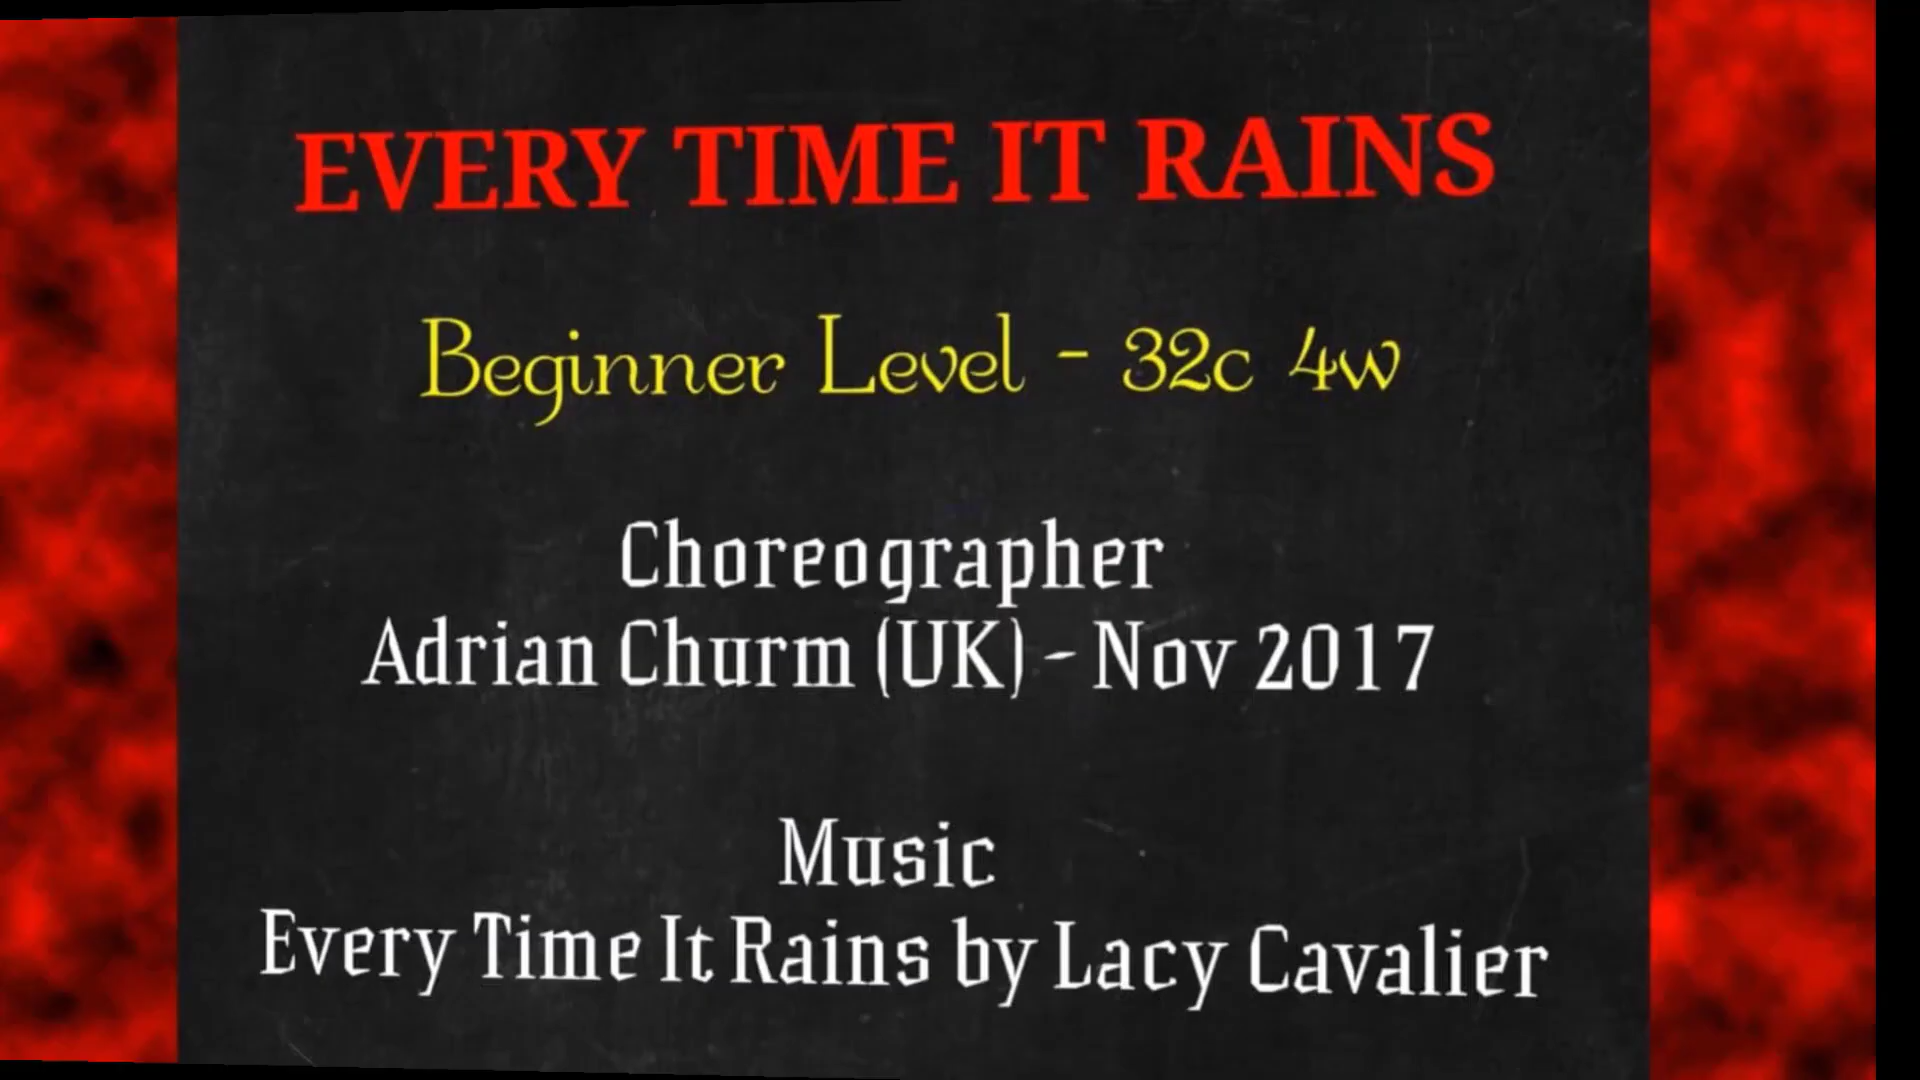 EVERY TIME IT RAINS
Beginner Level - 32c 4w
Choreographer
Adrian Churm (UK) - Nov 2017
Music
Every Time It Rains by Lacy Cavalier